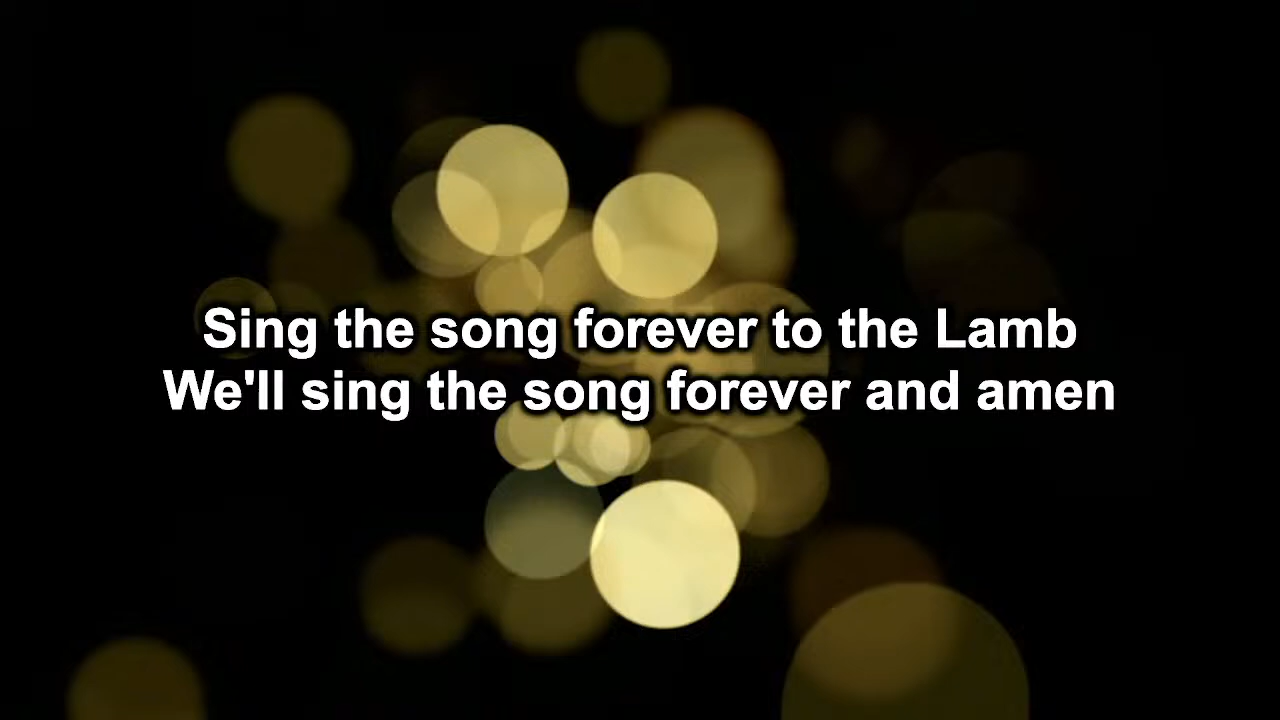 Sing the song forever to the Lamb
We'll sing the song forever and amen